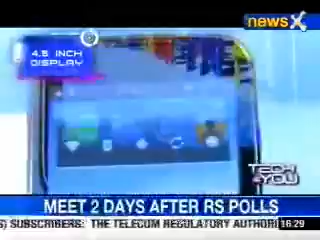 newsX
4.5 INCH
DISPLAY
TECH
4YOU
MEET 2 DAYS AFTER RS POLLS
S) SUBSCRIBERS: THE TELECOM REGULATORY AUTHORI
16:29